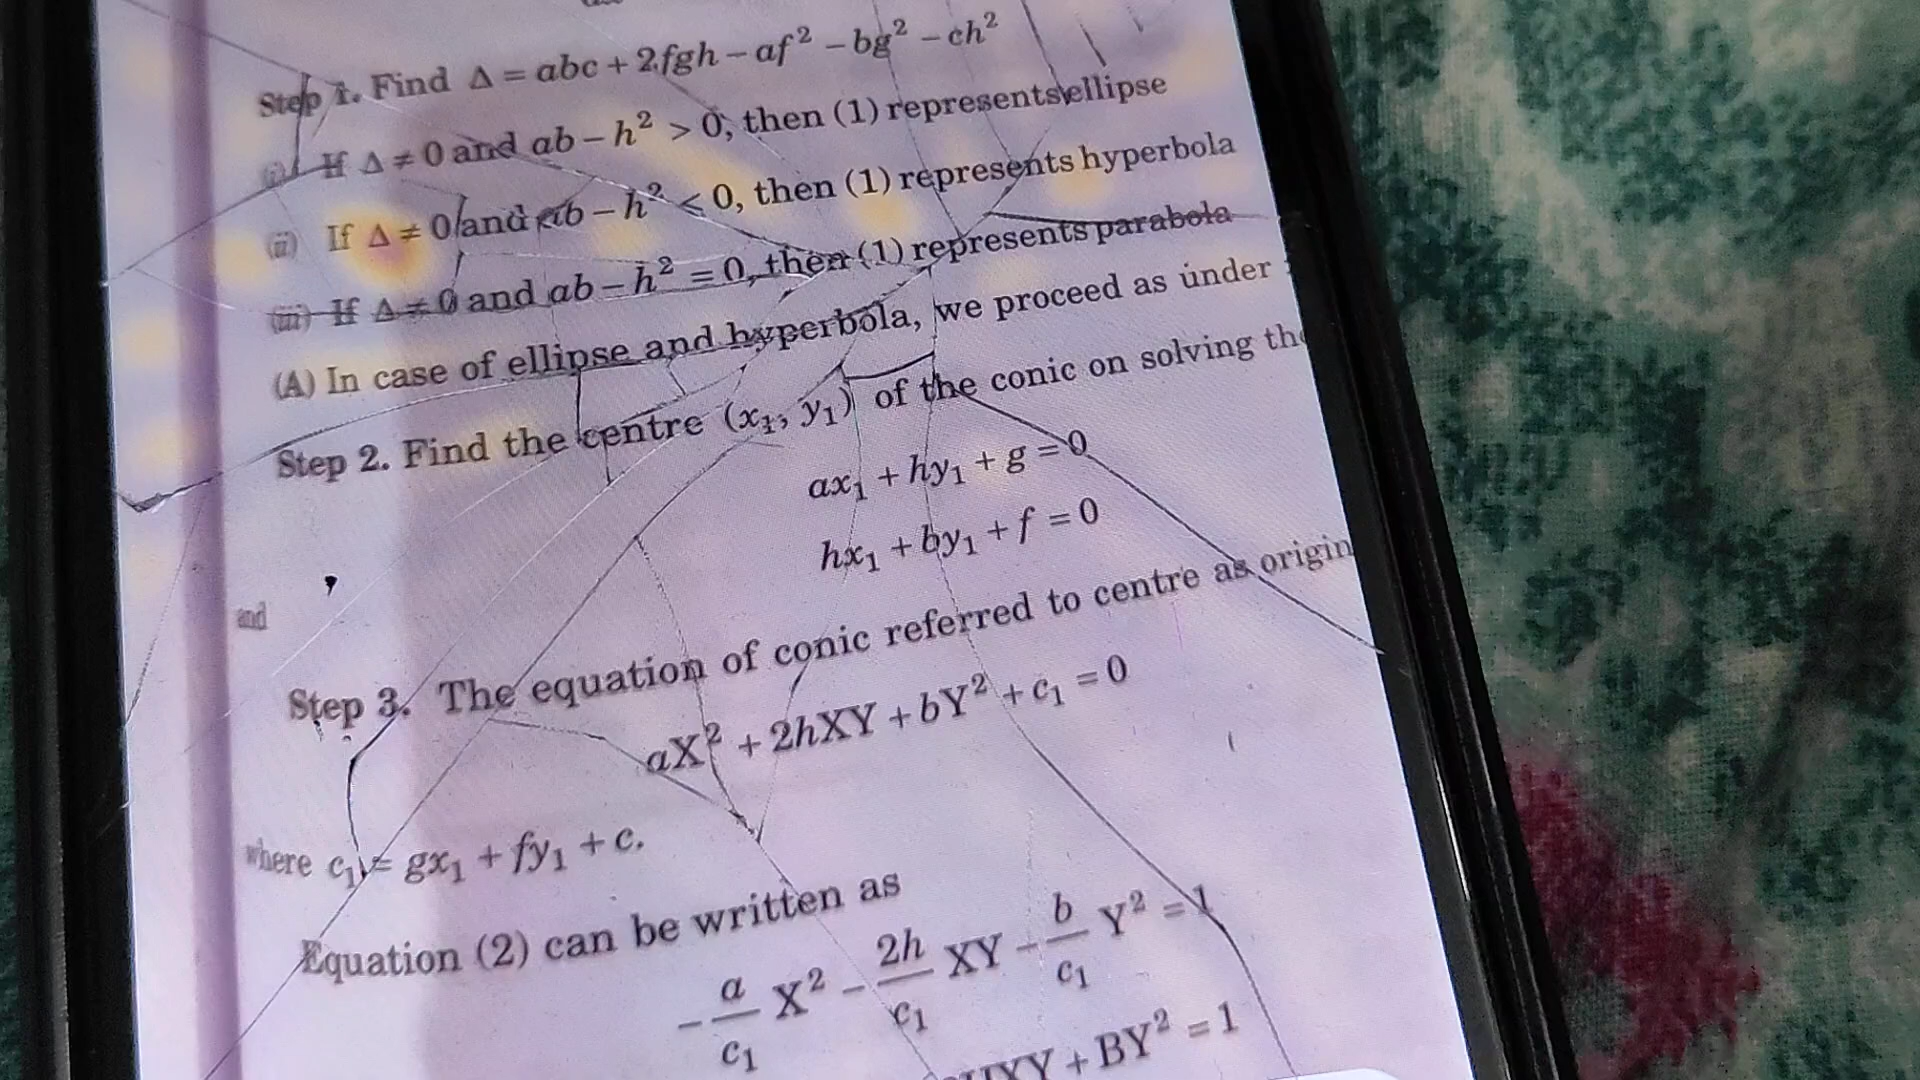 Step 1. Find Δ = abc + 2fgh − af² − bg² − ch²
(i) If Δ ≠ 0 and ab − h² > 0, then (1) represents ellipse
(ii) If Δ ≠ 0 and ab − h² < 0, then (1) represents hyperbola
(iii) If Δ ≠ 0 and ab − h² = 0, then (1) represents parabola
(A) In case of ellipse and hyperbola, we proceed as under :
Step 2. Find the centre (x₁, y₁) of the conic on solving the
ax₁ + hy₁ + g = 0
and
hx₁ + by₁ + f = 0
Step 3. The equation of conic referred to centre as origin
aX² + 2hXY + bY² + c₁ = 0
where c₁ = gx₁ + fy₁ + c.
Equation (2) can be written as
− a/c₁ X² − 2h/c₁ XY − b/c₁ Y² = 1
XY + BY² = 1